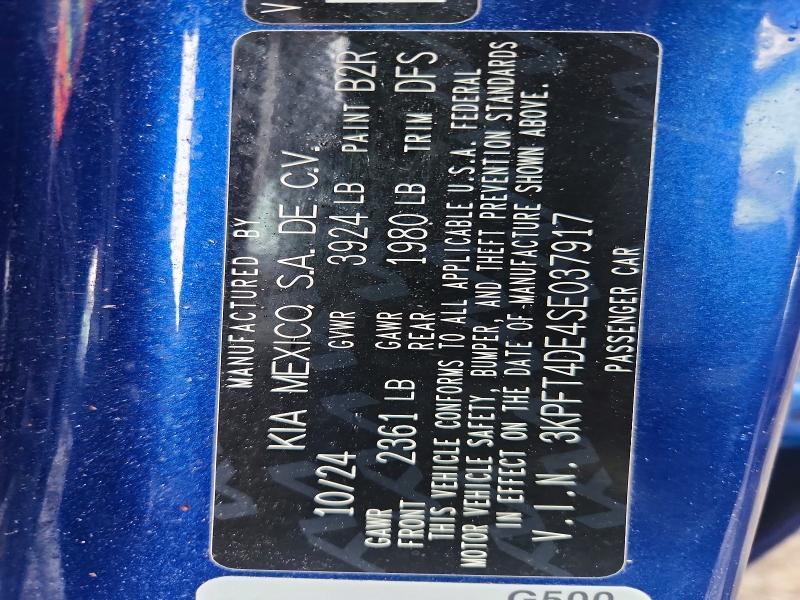 MANUFACTURED BY
KIA MEXICO, S.A. DE C.V.
10/24 GVWR 3924 LB PAINT B2R
GAWR FRONT 2361 LB GAWR REAR 1980 LB TRIM DFS
THIS VEHICLE CONFORMS TO ALL APPLICABLE U.S.A. FEDERAL
MOTOR VEHICLE SAFETY, BUMPER, AND THEFT PREVENTION STANDARDS
IN EFFECT ON THE DATE OF MANUFACTURE SHOWN ABOVE.
V.I.N. 3KPFT4DE4SE037917
PASSENGER CAR
G500
V